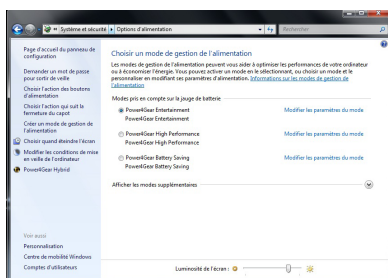 Système et sécurité
Options d'alimentation
Rechercher
Page d'accueil du panneau de
configuration
Demander un mot de passe
pour sortir de veille
Choisir l'action des boutons
d'alimentation
Choisir l'action qui suit la
fermeture du capot
Créer un mode de gestion de
l'alimentation
Choisir quand éteindre l'écran
Modifier les conditions de mise
en veille de l'ordinateur
Power4Gear Hybrid
Voir aussi
Personnalisation
Centre de mobilité Windows
Comptes d'utilisateurs
Choisir un mode de gestion de l'alimentation
Les modes de gestion de l'alimentation peuvent vous aider à optimiser les performances de votre ordinateur
ou à économiser l'énergie. Vous pouvez activer un mode en le sélectionnant, ou choisir un mode et le
personnaliser en modifiant ses paramètres d'alimentation. Informations sur les modes de gestion de
l'alimentation
Modes pris en compte sur la jauge de batterie
Power4Gear Entertainment Modifier les paramètres du mode
Power4Gear Entertainment
Power4Gear High Performance Modifier les paramètres du mode
Power4Gear High Performance
Power4Gear Battery Saving Modifier les paramètres du mode
Power4Gear Battery Saving
Afficher les modes supplémentaires
Luminosité de l'écran :